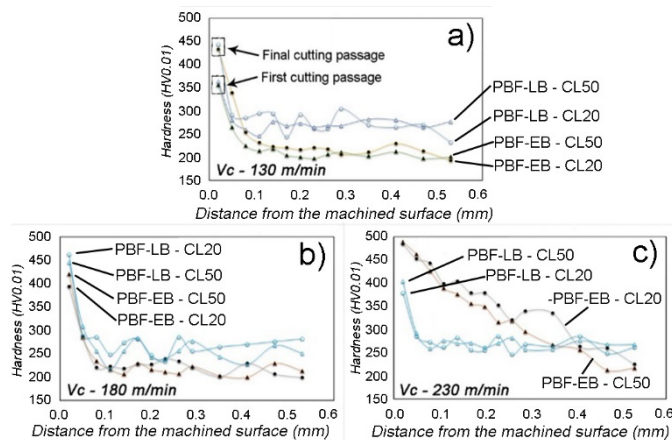 a)
Hardness (HV0.01)
500
450
400
350
300
250
200
150
Final cutting passage
First cutting passage
PBF-LB - CL50
PBF-LB - CL20
PBF-EB - CL50
PBF-EB - CL20
Vc - 130 m/min
0.0 0.1 0.2 0.3 0.4 0.5 0.6
Distance from the machined surface (mm)
b)
Hardness (HV0.01)
500
450
400
350
300
250
200
150
PBF-LB - CL20
PBF-LB - CL50
PBF-EB - CL50
PBF-EB - CL20
Vc - 180 m/min
0.0 0.1 0.2 0.3 0.4 0.5 0.6
Distance from the machined surface (mm)
c)
Hardness (HV0.01)
500
450
400
350
300
250
200
150
PBF-LB - CL50
PBF-LB - CL20
-PBF-EB - CL20
PBF-EB - CL50
Vc - 230 m/min
0.0 0.1 0.2 0.3 0.4 0.5 0.6
Distance from the machined surface (mm)